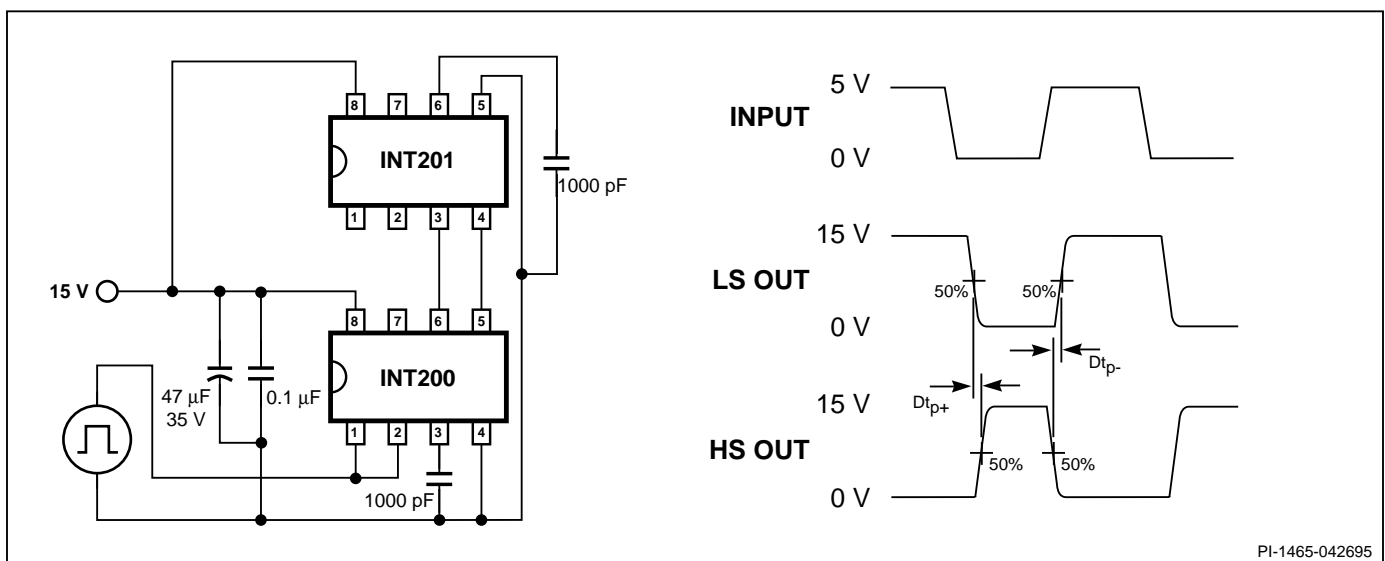 8 7 6 5
INT201
1000 pF
1 2 3 4
15 V
8 7 6 5
INT200
47 μF
35 V
0.1 μF
1 2 3 4
1000 pF
5 V
INPUT
0 V
15 V
LS OUT
50%
50%
0 V
Dtp-
Dtp+
15 V
HS OUT
50%
50%
0 V
PI-1465-042695